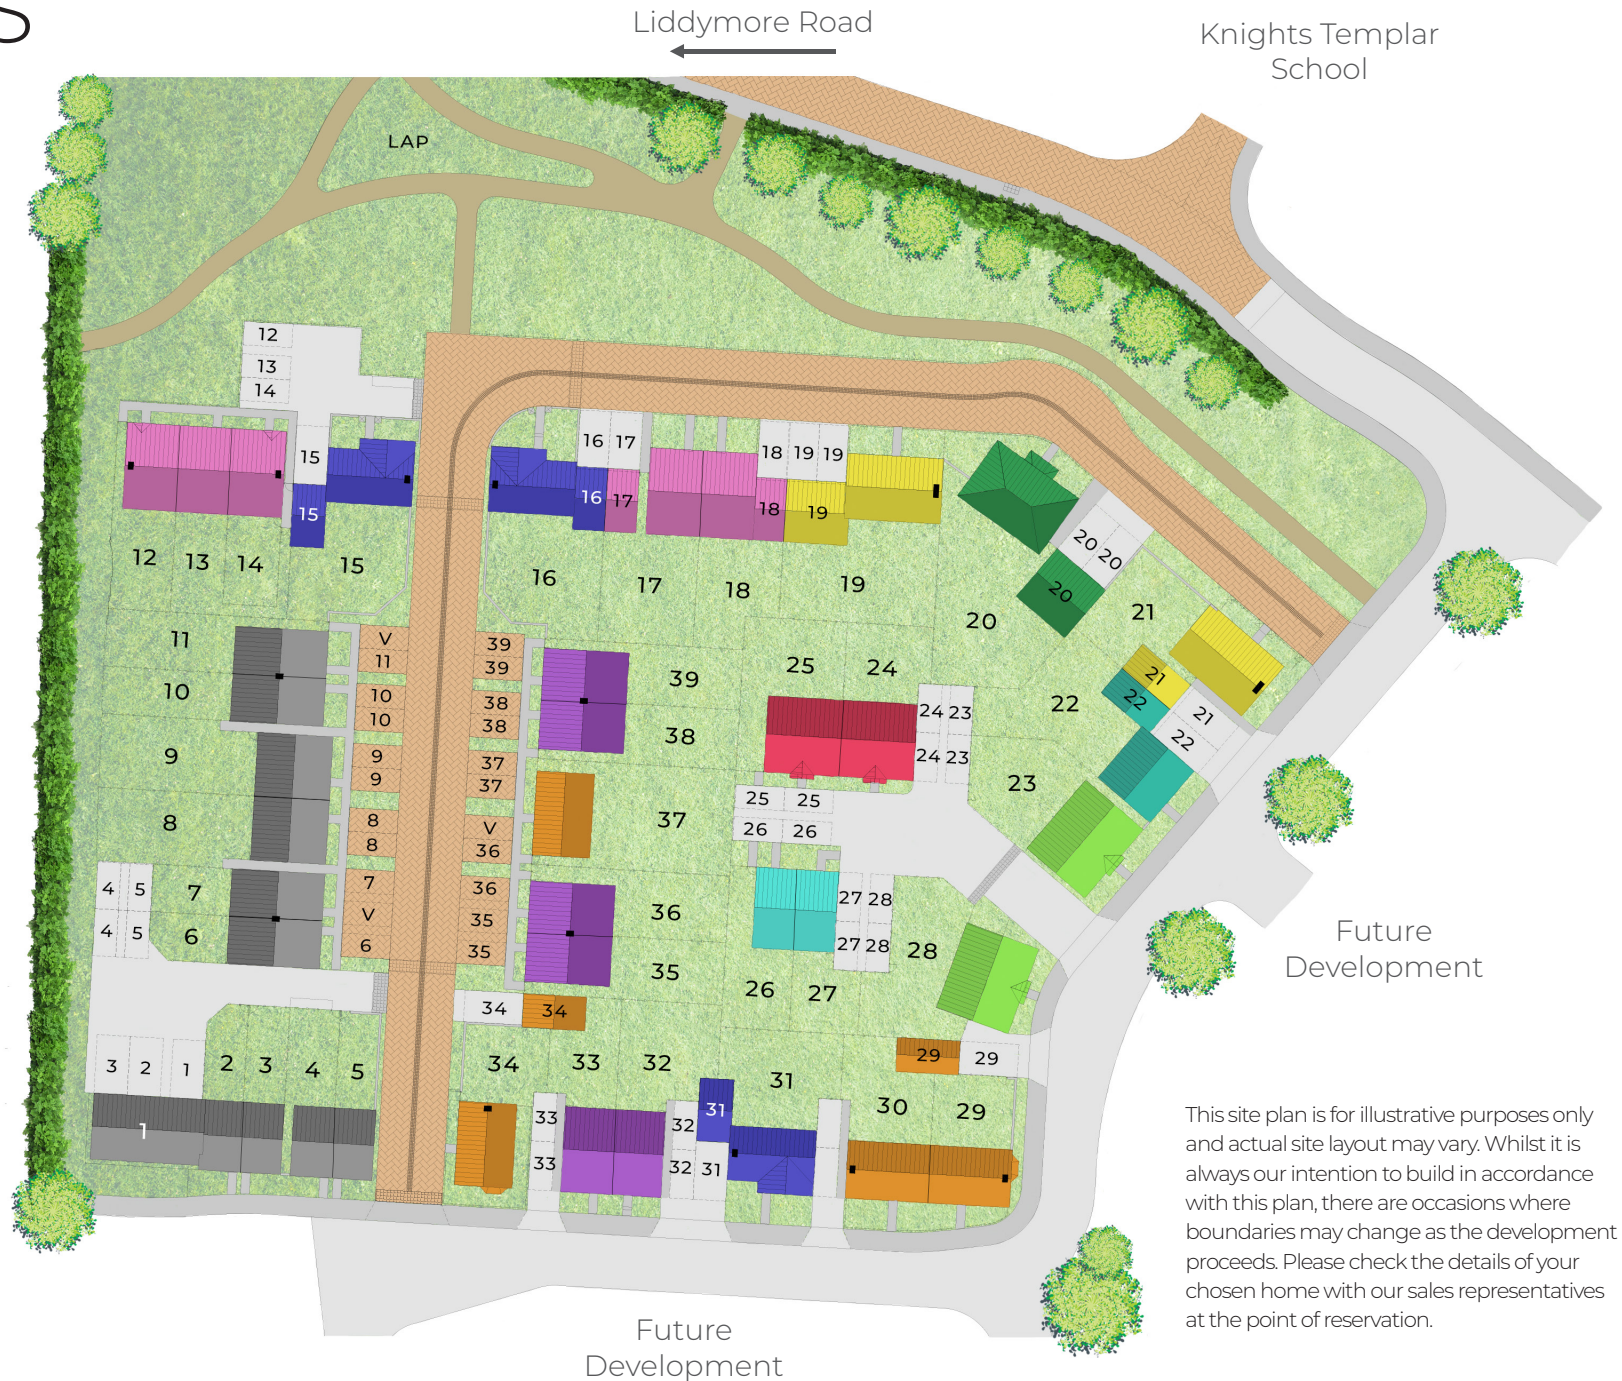 S
Liddymore Road
Knights Templar
School
LAP
12
13
14
15
16 17
18 19 19
15
16 17
18 19
12 13 14 15
16 17 18 19
20 20
20
20 21
11
10
9
8
7
6
V
11
10
10
9
9
8
8
7
V
6
39
39
38
38
37
37
V
36
36
35
35
39
38
37
36
35
25 24
24 23
24 23
22
21
22
21
22
23
25 25
26 26
27 28
27 28
28
26 27
4 5
4 5
3 2 1
2 3 4 5
1
34 34
34 33 32
33
33
32
32 31
31
31
29 29
30 29
Future
Development
Future
Development
This site plan is for illustrative purposes only
and actual site layout may vary. Whilst it is
always our intention to build in accordance
with this plan, there are occasions where
boundaries may change as the development
proceeds. Please check the details of your
chosen home with our sales representatives
at the point of reservation.